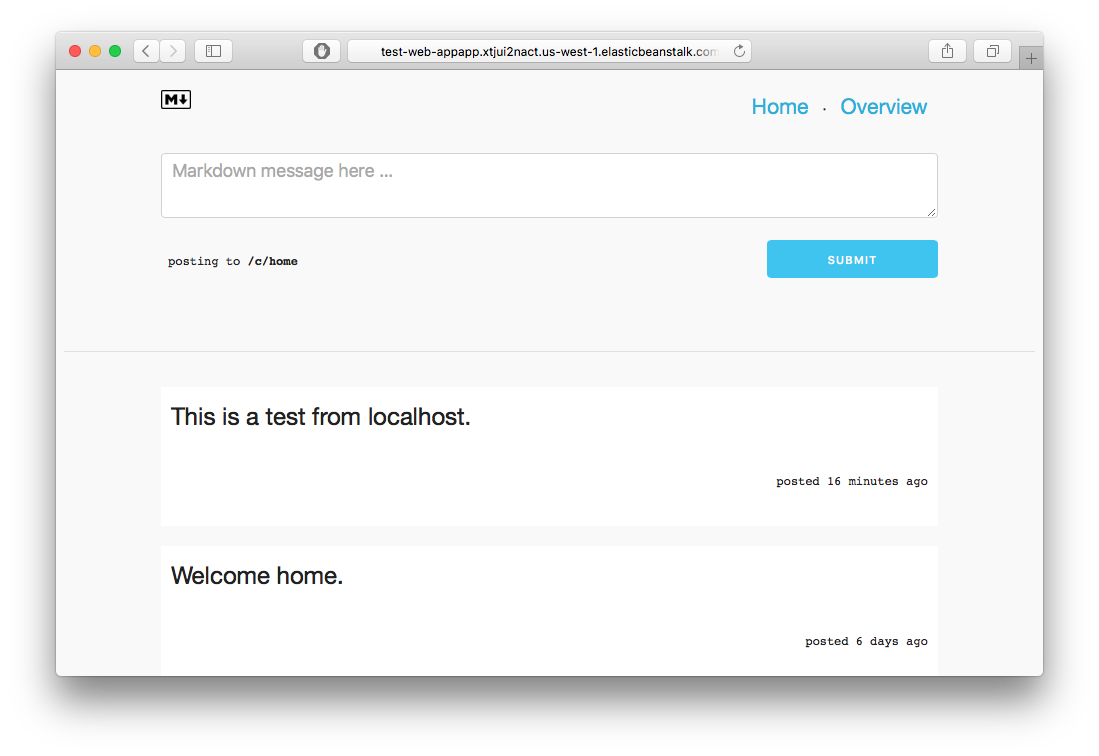 test-web-appapp.xtjui2nact.us-west-1.elasticbeanstalk.com
M
Home · Overview
Markdown message here ...
posting to /c/home
SUBMIT
This is a test from localhost.
posted 16 minutes ago
Welcome home.
posted 6 days ago